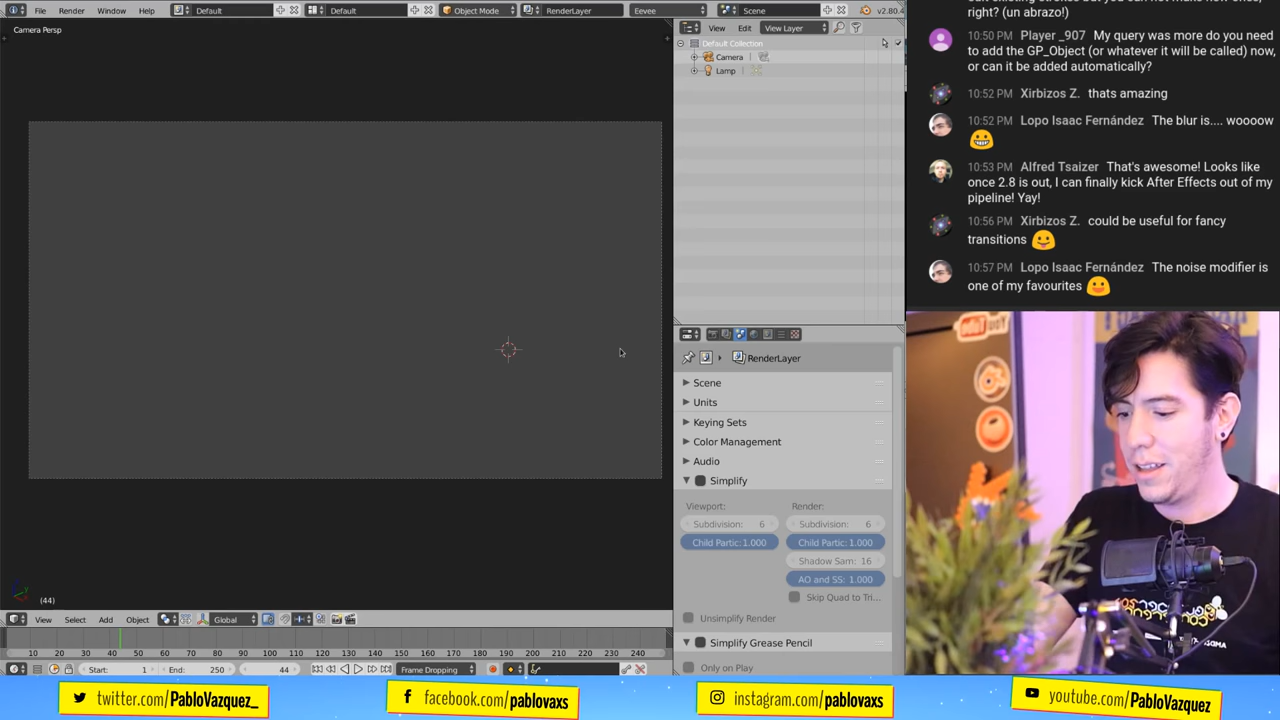 File Render Window Help Default Default Object Mode RenderLayer Eevee Scene v2.80.4
Camera Persp
View Edit View Layer
Default Collection
Camera
Lamp
RenderLayer
Scene
Units
Keying Sets
Color Management
Audio
Simplify
Viewport: Render:
Subdivision: 6 Subdivision: 6
Child Partic: 1.000 Child Partic: 1.000
Shadow Sam: 16
AO and SS: 1.000
Skip Quad to Tri...
Unsimplify Render
Simplify Grease Pencil
Only on Play
(44)
View Select Add Object Global
10 20 30 40 50 60 70 80 90 100 110 120 130 140 150 160 170 180 190 200 210 220 230 240
Start: 1 End: 250 44 Frame Dropping
right? (un abrazo!)
10:50 PM Player _907 My query was more do you need
to add the GP_Object (or whatever it will be called) now,
or can it be added automatically?
10:52 PM Xirbizos Z. thats amazing
10:52 PM Lopo Isaac Fernández The blur is.... woooow
10:53 PM Alfred Tsaizer That's awesome! Looks like
once 2.8 is out, I can finally kick After Effects out of my
pipeline! Yay!
10:56 PM Xirbizos Z. could be useful for fancy
transitions
10:57 PM Lopo Isaac Fernández The noise modifier is
one of my favourites
twitter.com/PabloVazquez_
facebook.com/pablovaxs
instagram.com/pablovaxs
youtube.com/PabloVazquez